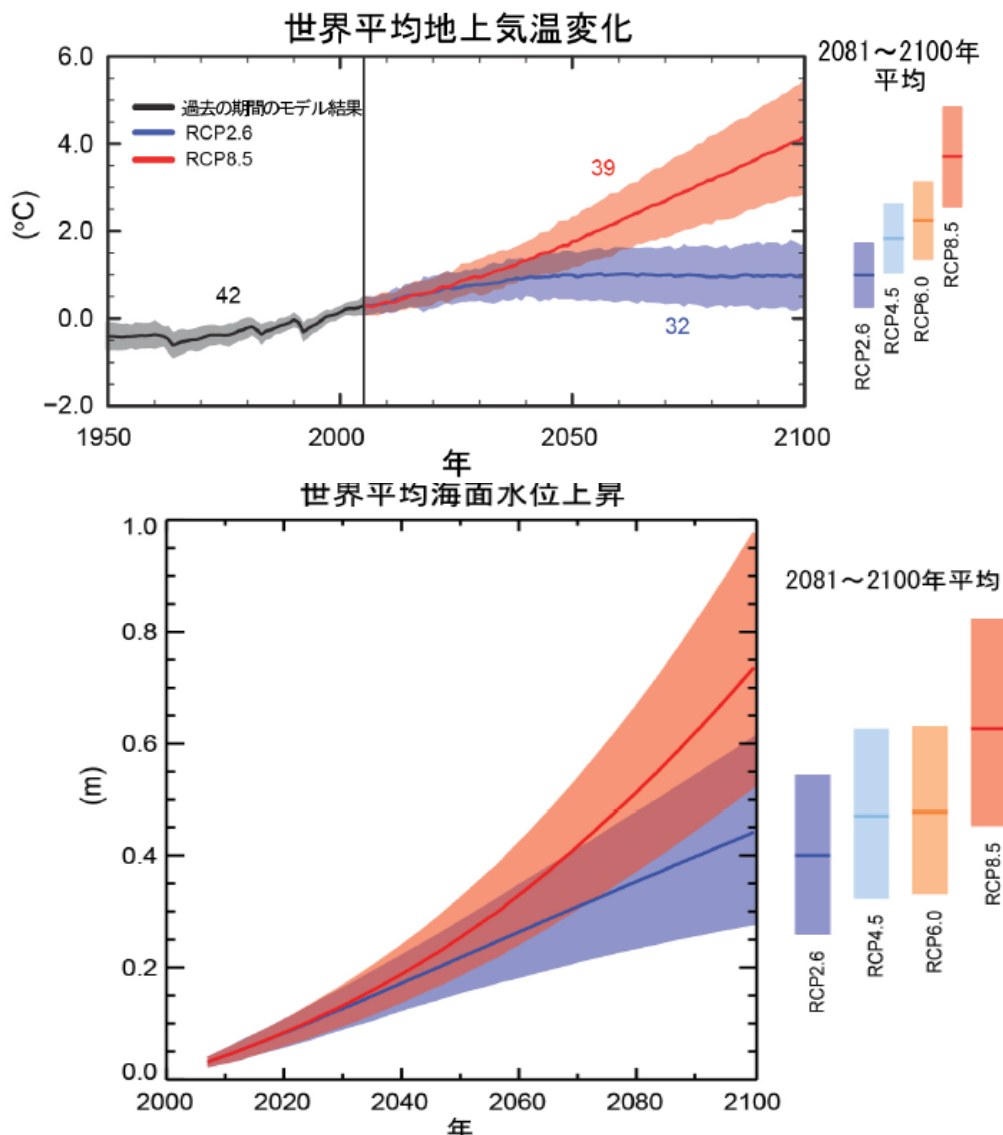 世界平均地上気温変化
6.0
4.0
2.0
0.0
−2.0
(°C)
過去の期間のモデル結果
RCP2.6
RCP8.5
42
39
32
1950
2000
2050
2100
年
2081～2100年
平均
RCP2.6
RCP4.5
RCP6.0
RCP8.5
世界平均海面水位上昇
1.0
0.8
0.6
0.4
0.2
0.0
(m)
2000
2020
2040
2060
2080
2100
年
2081～2100年平均
RCP2.6
RCP4.5
RCP6.0
RCP8.5